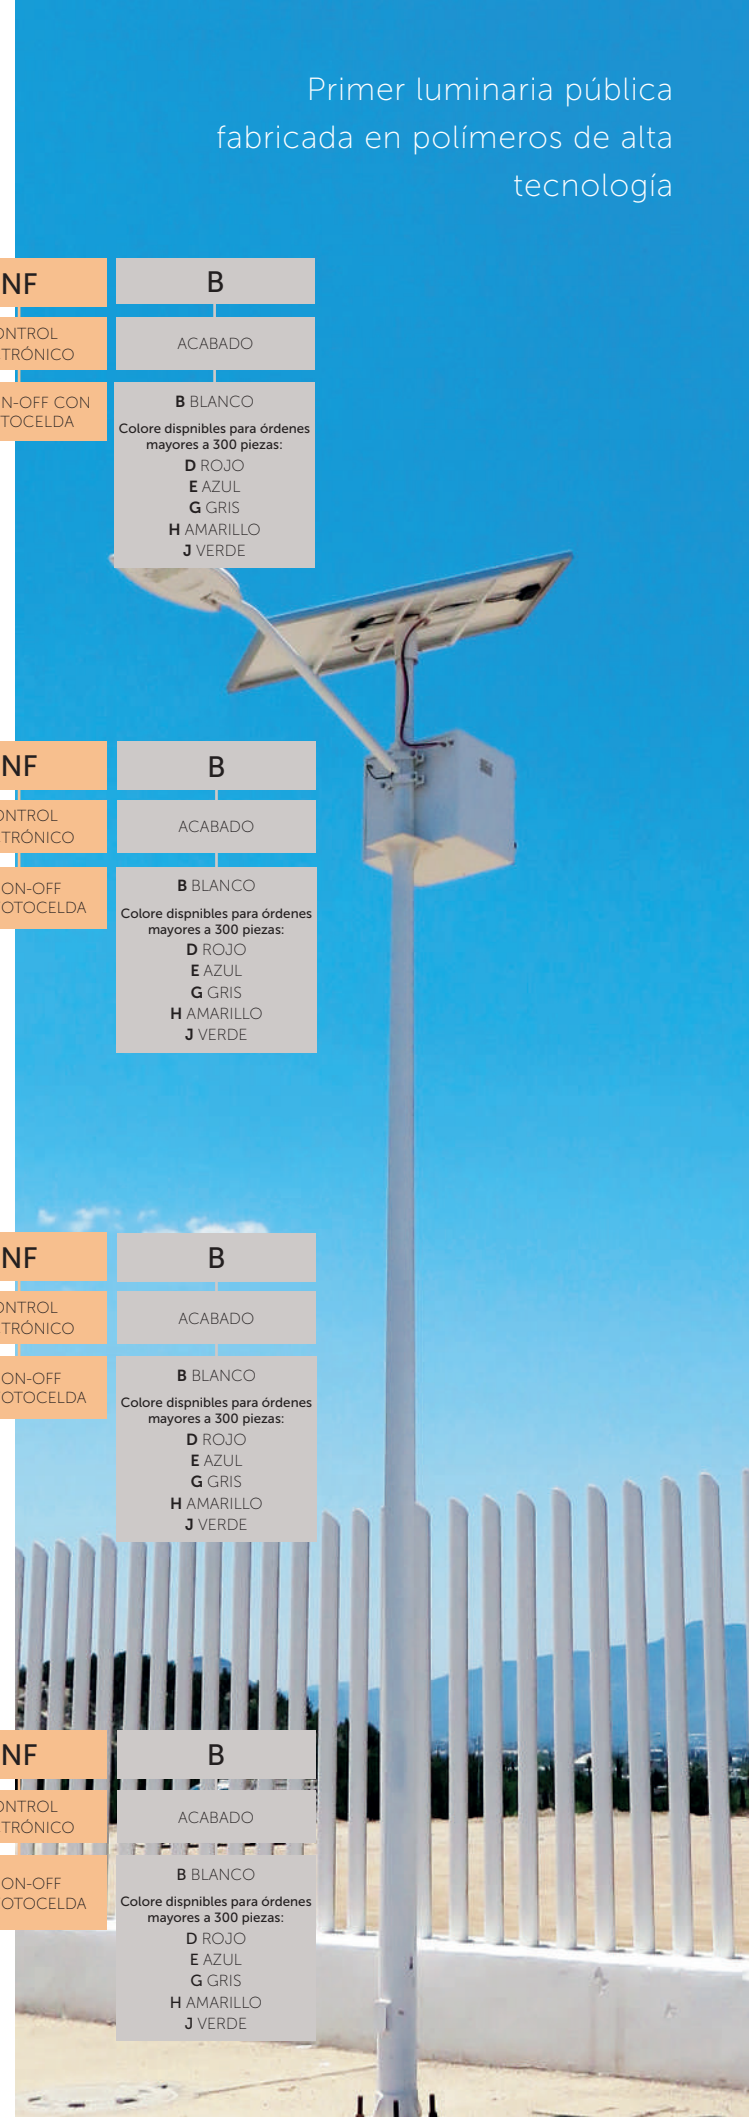 Primer luminaria pública
fabricada en polímeros de alta
tecnología
NF
B
ONTROL
TRÓNICO
ACABADO
N-OFF CON
TOCELDA
B BLANCO
Colore dispnibles para órdenes
mayores a 300 piezas:
D ROJO
E AZUL
G GRIS
H AMARILLO
J VERDE
NF
B
ONTROL
TRÓNICO
ACABADO
ON-OFF
OTOCELDA
B BLANCO
Colore dispnibles para órdenes
mayores a 300 piezas:
D ROJO
E AZUL
G GRIS
H AMARILLO
J VERDE
NF
B
ONTROL
TRÓNICO
ACABADO
ON-OFF
OTOCELDA
B BLANCO
Colore dispnibles para órdenes
mayores a 300 piezas:
D ROJO
E AZUL
G GRIS
H AMARILLO
J VERDE
NF
B
ONTROL
TRÓNICO
ACABADO
ON-OFF
OTOCELDA
B BLANCO
Colore dispnibles para órdenes
mayores a 300 piezas:
D ROJO
E AZUL
G GRIS
H AMARILLO
J VERDE